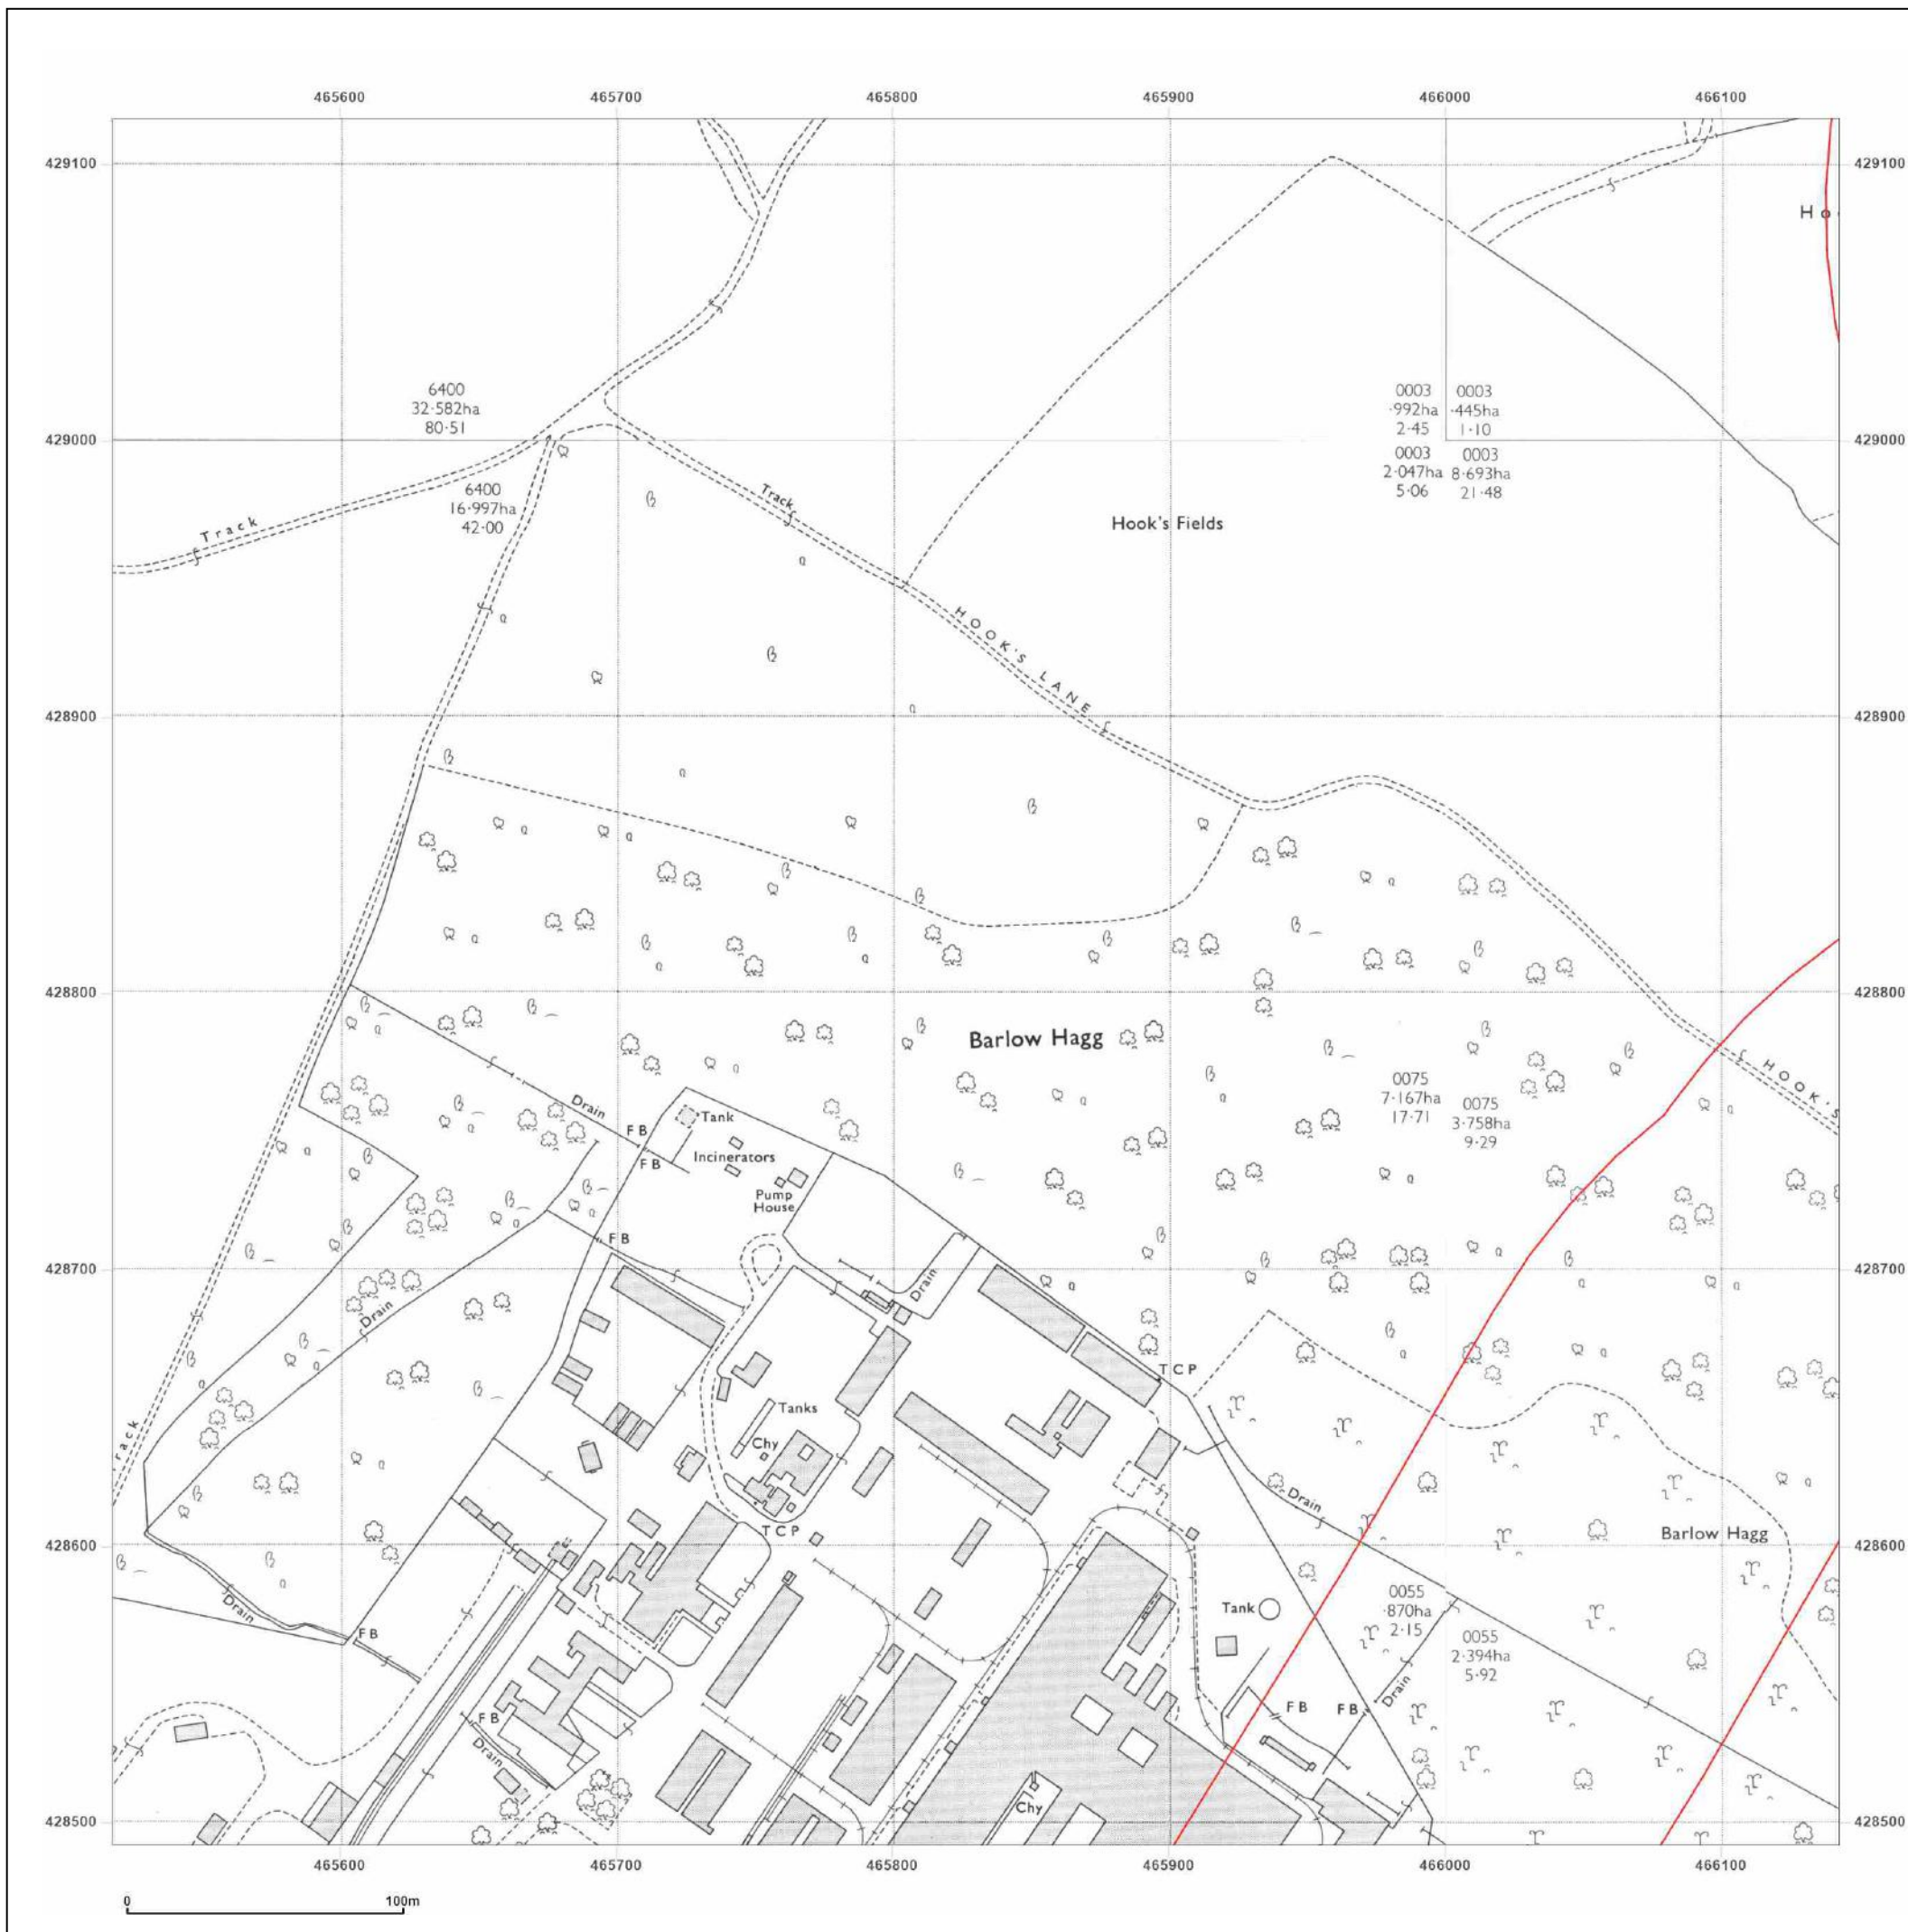 465600 465700 465800 465900 466000 466100
429100 429100
6400
32·582ha
80·51
0003 0003
·992ha ·445ha
2·45 1·10
429000 429000
0003 0003
2·047ha 8·693ha
5·06 21·48
6400
16·997ha
42·00
Track
Track
Hook's Fields
HOOK'S LANE
428900 428900
428800 428800
Barlow Hagg
HOOK'S
0075
7·167ha
17·71
0075
3·758ha
9·29
Drain
FB
Tank
FB
Incinerators
Pump
House
FB
428700 428700
Drain
Drain
TCP
Tanks
Chy
Drain
TCP
Barlow Hagg
428600 428600
Drain
FB
Tank
0055
·870ha
2·15
0055
2·394ha
5·92
Drain
FB
FB FB
Drain
Chy
428500 428500
465600 465700 465800 465900 466000 466100
0 100m